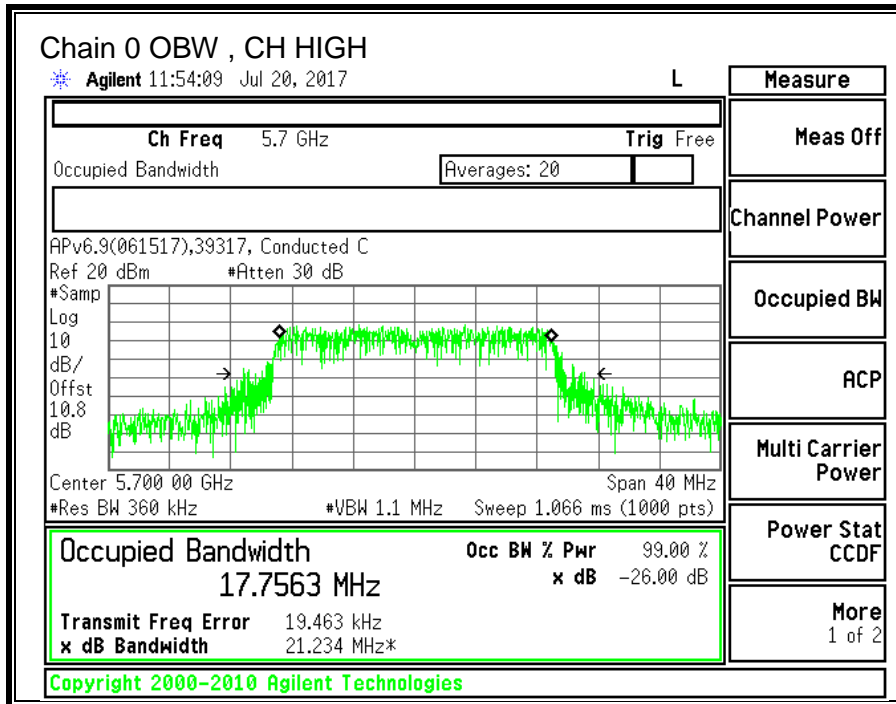 Chain 0 OBW , CH HIGH
Agilent 11:54:09 Jul 20, 2017 L
Measure
Ch Freq 5.7 GHz Trig Free
Meas Off
Occupied Bandwidth Averages: 20
Channel Power
APv6.9(061517),39317, Conducted C
Ref 20 dBm #Atten 30 dB
#Samp
Log
10
dB/
Offst
10.8
dB
Occupied BW
ACP
Center 5.700 00 GHz Span 40 MHz
#Res BW 360 kHz #VBW 1.1 MHz Sweep 1.066 ms (1000 pts)
Multi Carrier
Power
Occupied Bandwidth Occ BW % Pwr 99.00 %
17.7563 MHz x dB -26.00 dB
Power Stat
CCDF
Transmit Freq Error 19.463 kHz
x dB Bandwidth 21.234 MHz*
More
1 of 2
Copyright 2000-2010 Agilent Technologies